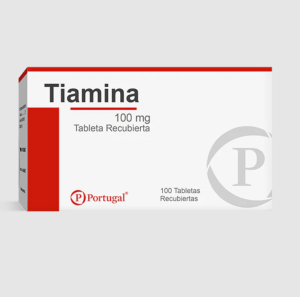 Tiamina
100 mg
Tableta Recubierta
P Portugal®
100 Tabletas
Recubiertas
P